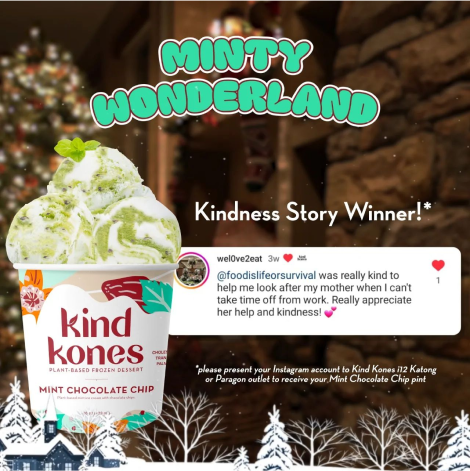 MINTY
WONDERLAND
Kindness Story Winner!*
wel0ve2eat 3w
@foodislifeorsurvival was really kind to
help me look after my mother when I can't
take time off from work. Really appreciate
her help and kindness!
1
kind
kones
PLANT-BASED FROZEN DESSERT
MINT CHOCOLATE CHIP
*please present your Instagram account to Kind Kones i12 Katong
or Paragon outlet to receive your Mint Chocolate Chip pint